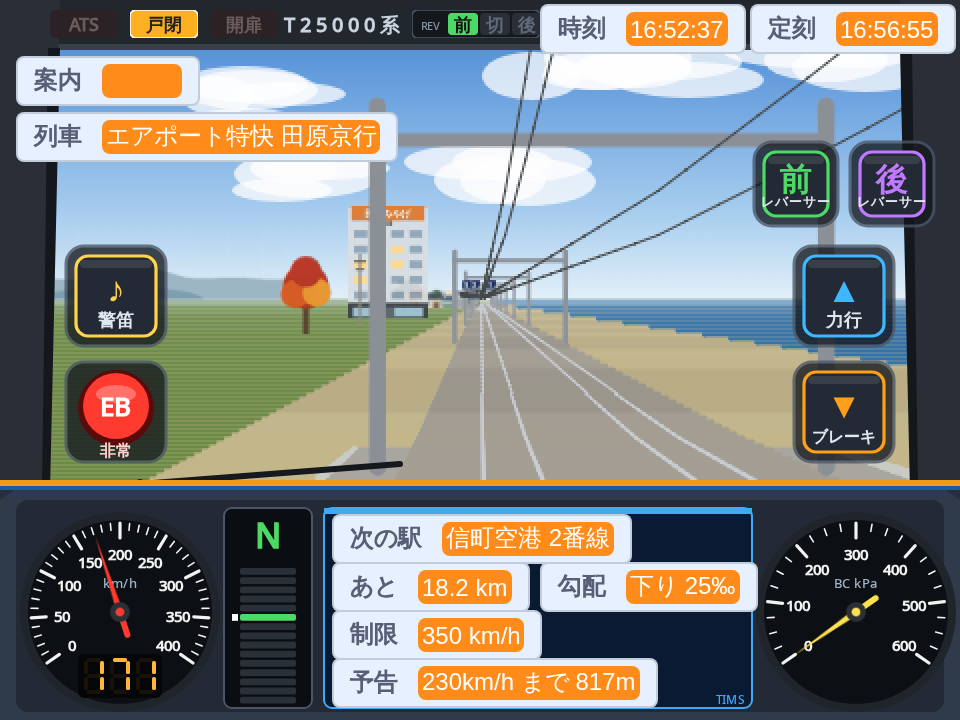 ATS 戸閉 開扉 T25000系 REV 前 切 後
時刻 16:52:37 定刻 16:56:55
案内
列車 エアポート特快 田原京行
前 レバーサー
後 レバーサー
♪ 警笛
▲ 力行
EB 非常
▼ ブレーキ
0 50 100 150 200 250 300 350 400
km/h
171
N
次の駅 信町空港 2番線
あと 18.2 km 勾配 下り 25‰
制限 350 km/h
予告 230km/h まで 817m
TIMS
0 100 200 300 400 500 600
BC kPa